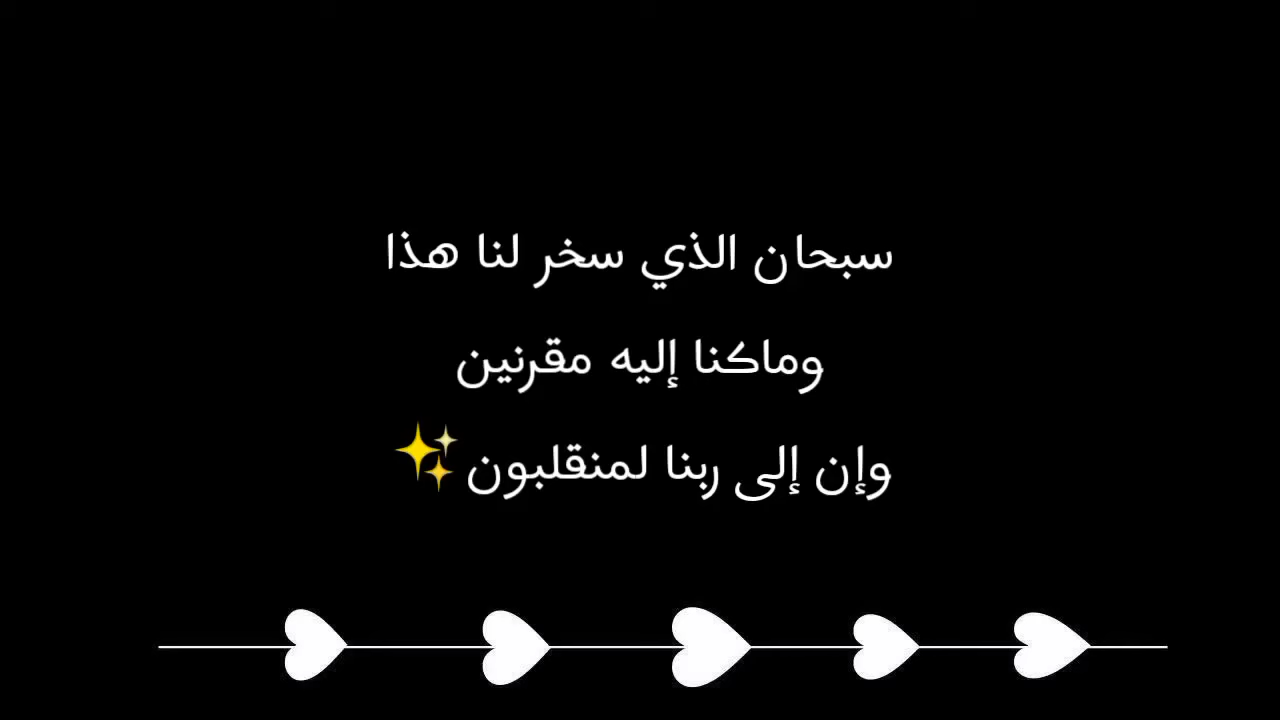 سبحان الذي سخر لنا هذا
وماكنا إليه مقرنين
وإن إلى ربنا لمنقلبون✨